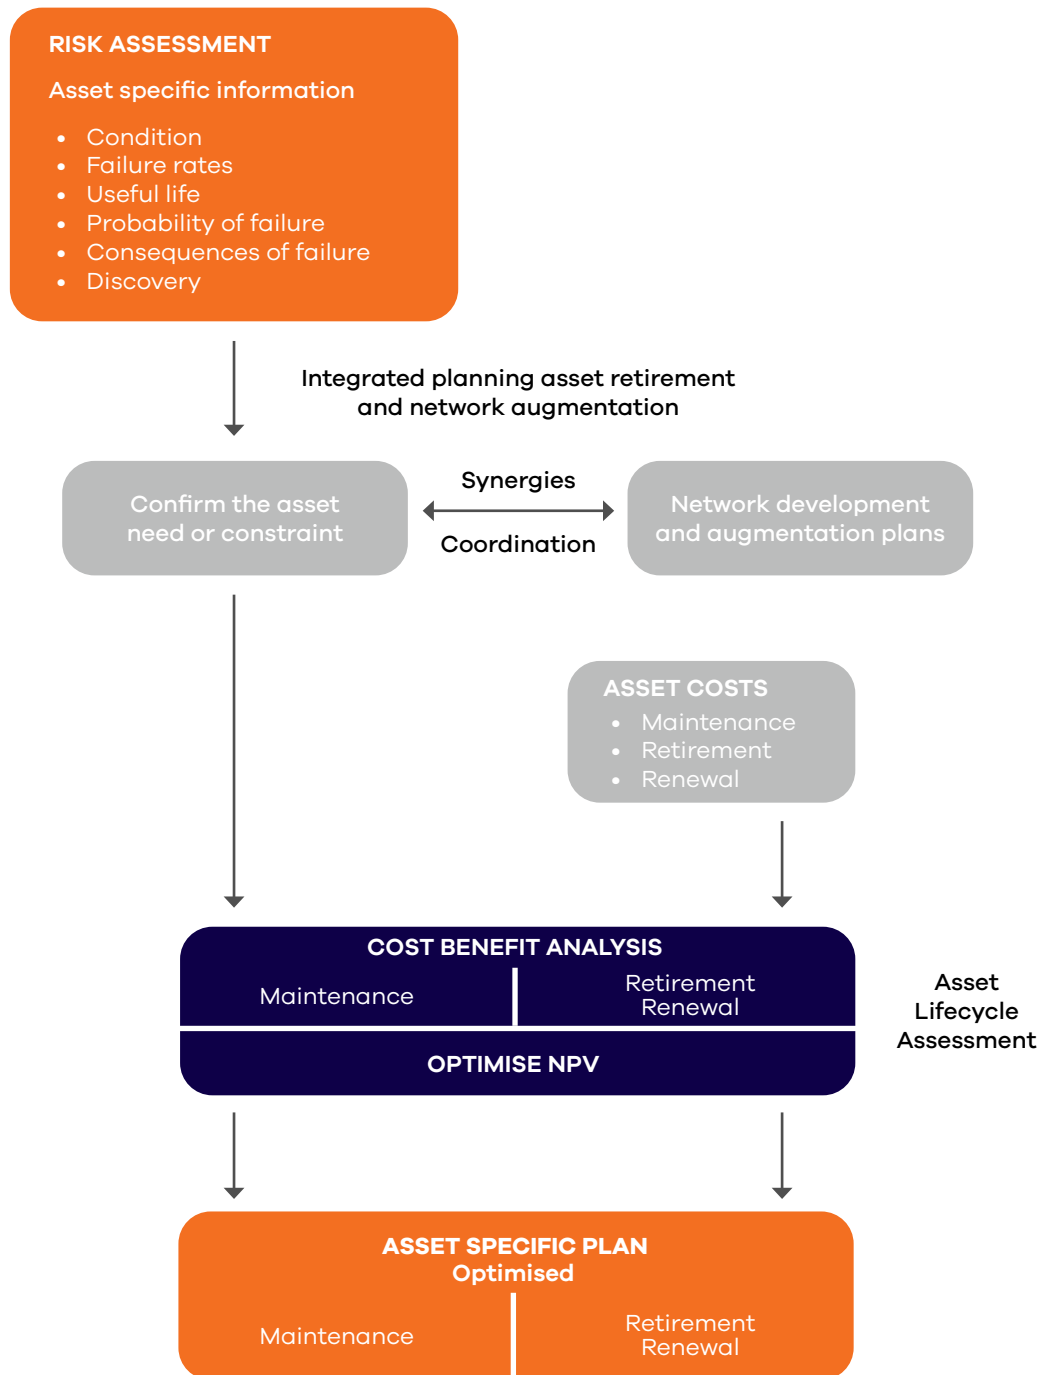 RISK ASSESSMENT
Asset specific information
• Condition
• Failure rates
• Useful life
• Probability of failure
• Consequences of failure
• Discovery
Integrated planning asset retirement
and network augmentation
Confirm the asset
need or constraint
Synergies
Coordination
Network development
and augmentation plans
ASSET COSTS
• Maintenance
• Retirement
• Renewal
COST BENEFIT ANALYSIS
Maintenance
Retirement
Renewal
OPTIMISE NPV
Asset
Lifecycle
Assessment
ASSET SPECIFIC PLAN
Optimised
Maintenance
Retirement
Renewal